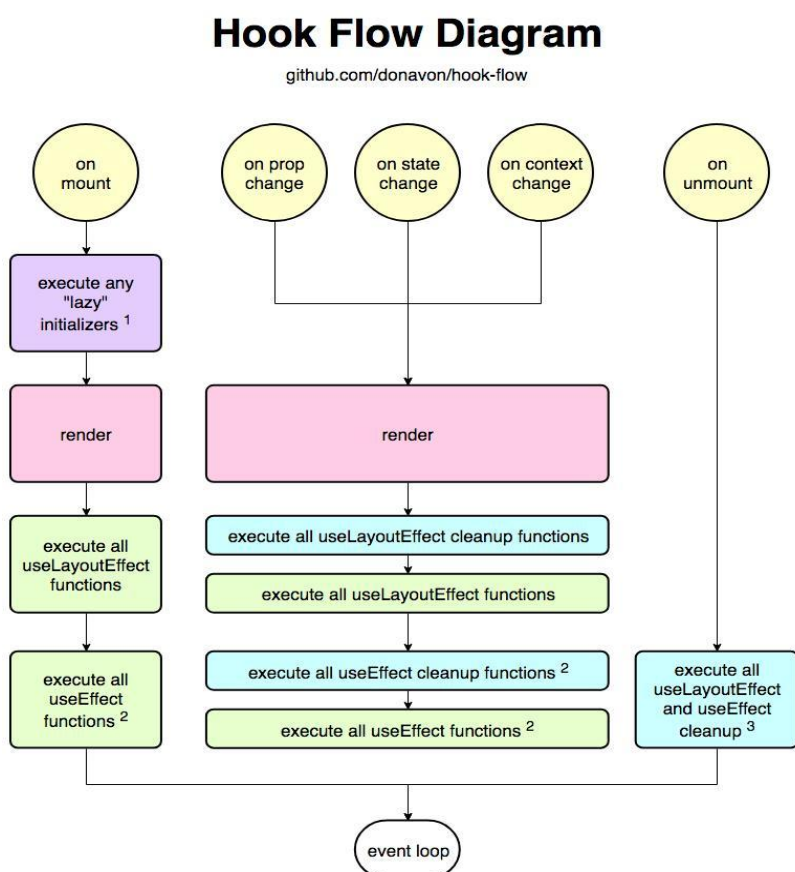 Hook Flow Diagram
github.com/donavon/hook-flow
on
mount
on prop
change
on state
change
on context
change
on
unmount
execute any
"lazy"
initializers 1
render
render
execute all
useLayoutEffect
functions
execute all useLayoutEffect cleanup functions
execute all useLayoutEffect functions
execute all
useEffect
functions 2
execute all useEffect cleanup functions 2
execute all useEffect functions 2
execute all
useLayoutEffect
and useEffect
cleanup 3
event loop